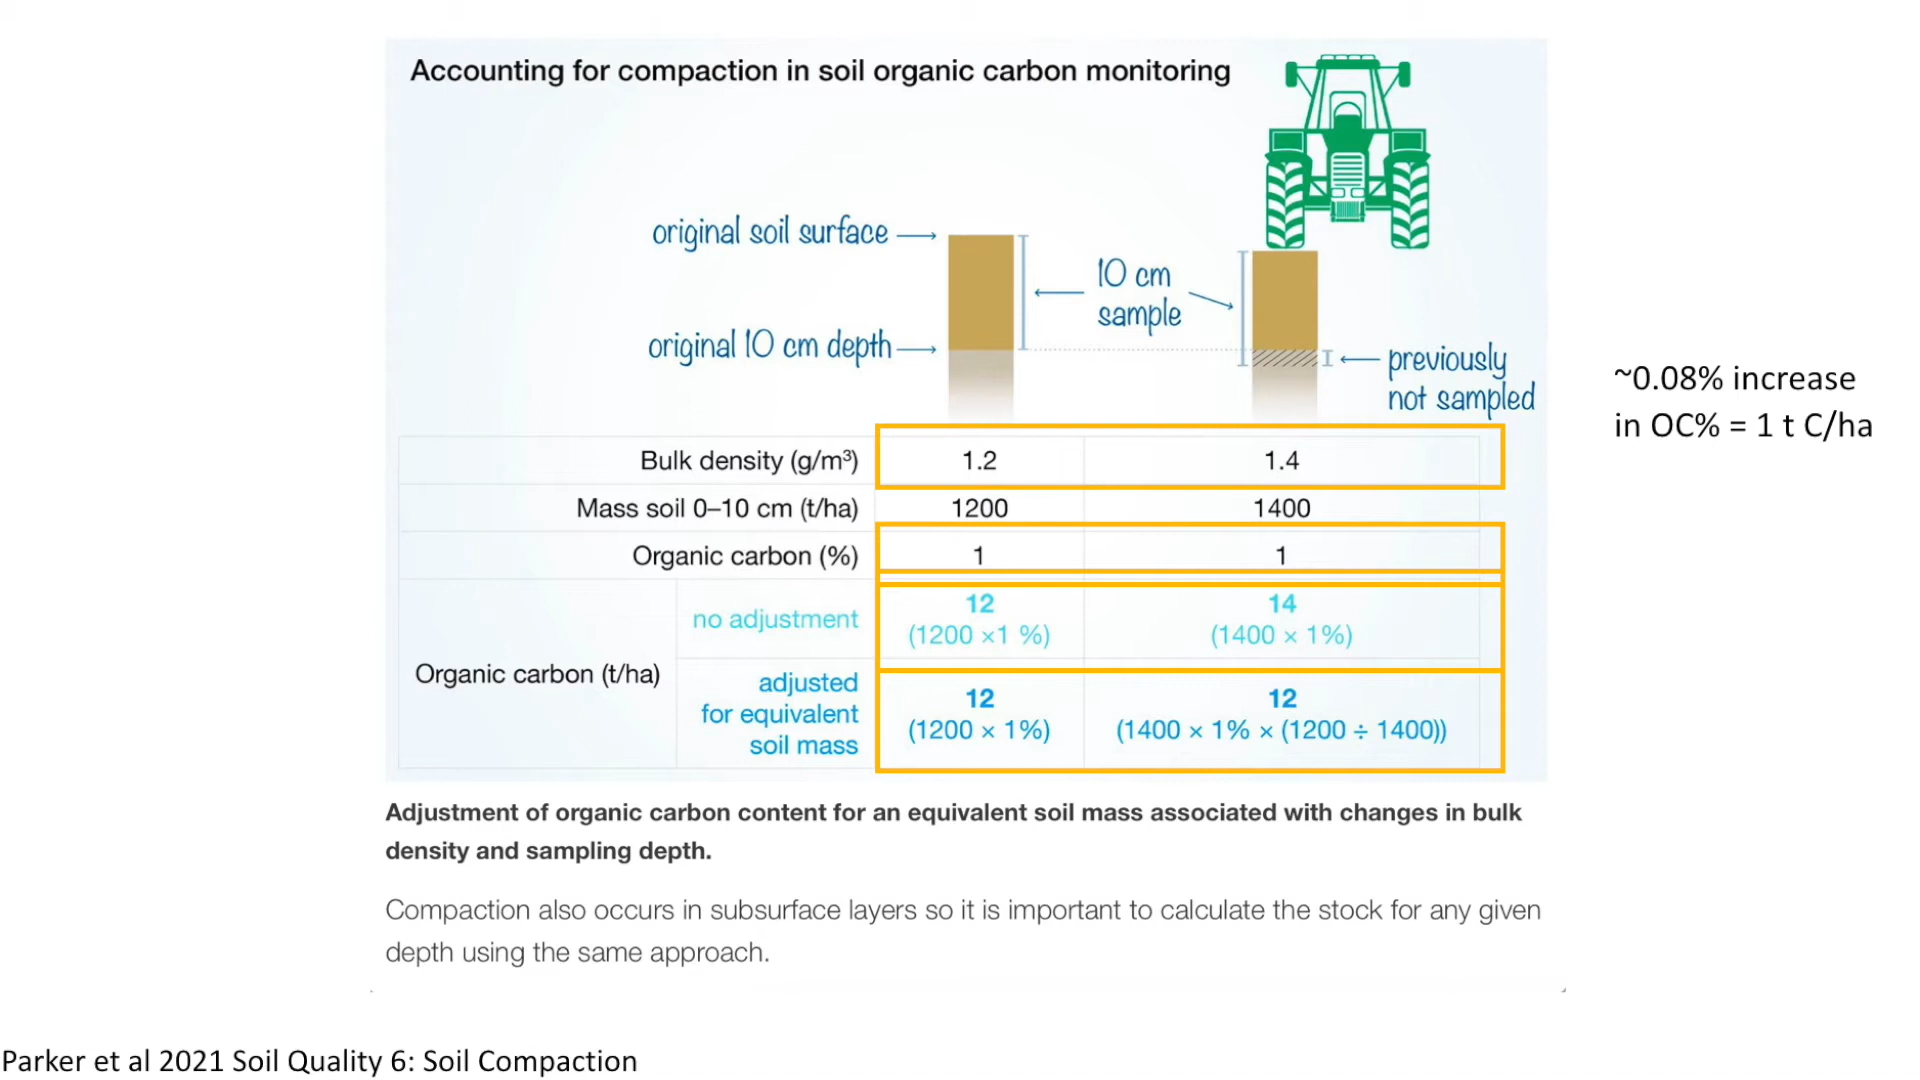 Accounting for compaction in soil organic carbon monitoring
original soil surface
10 cm
sample
original 10 cm depth
previously
not sampled
~0.08% increase
in OC% = 1 t C/ha
Bulk density (g/m³) 1.2 1.4
Mass soil 0–10 cm (t/ha) 1200 1400
Organic carbon (%) 1 1
Organic carbon (t/ha)
no adjustment
12 14
(1200 ×1 %) (1400 × 1%)
adjusted
for equivalent
soil mass
12 12
(1200 × 1%) (1400 × 1% × (1200 ÷ 1400))
Adjustment of organic carbon content for an equivalent soil mass associated with changes in bulk
density and sampling depth.
Compaction also occurs in subsurface layers so it is important to calculate the stock for any given
depth using the same approach.
Parker et al 2021 Soil Quality 6: Soil Compaction